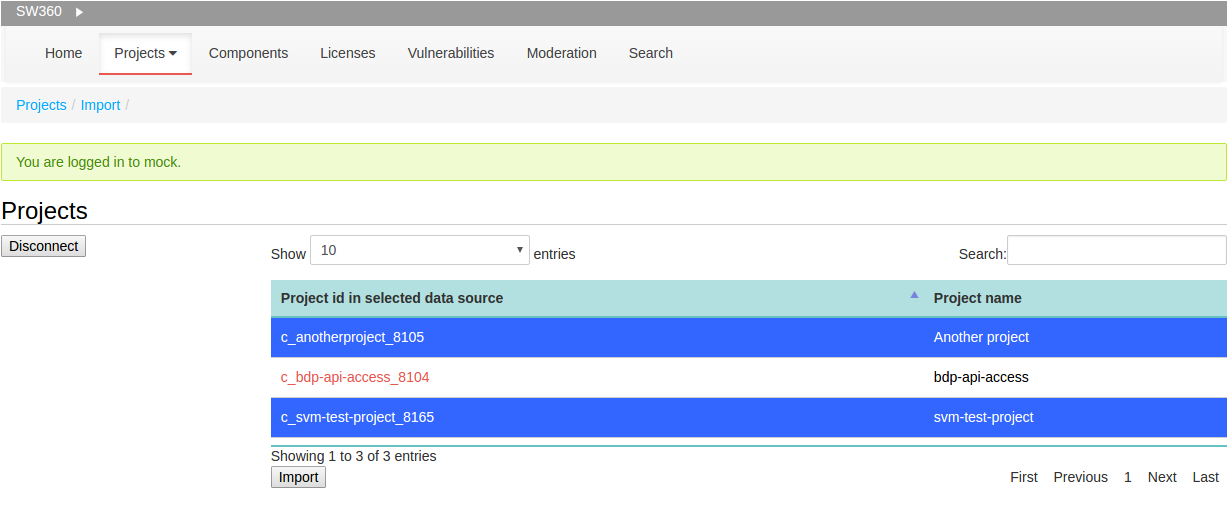 SW360
Home Projects Components Licenses Vulnerabilities Moderation Search
Projects / Import /
You are logged in to mock.
Projects
Disconnect
Show 10 entries Search:
Project id in selected data source Project name
c_anotherproject_8105 Another project
c_bdp-api-access_8104 bdp-api-access
c_svm-test-project_8165 svm-test-project
Showing 1 to 3 of 3 entries
Import First Previous 1 Next Last